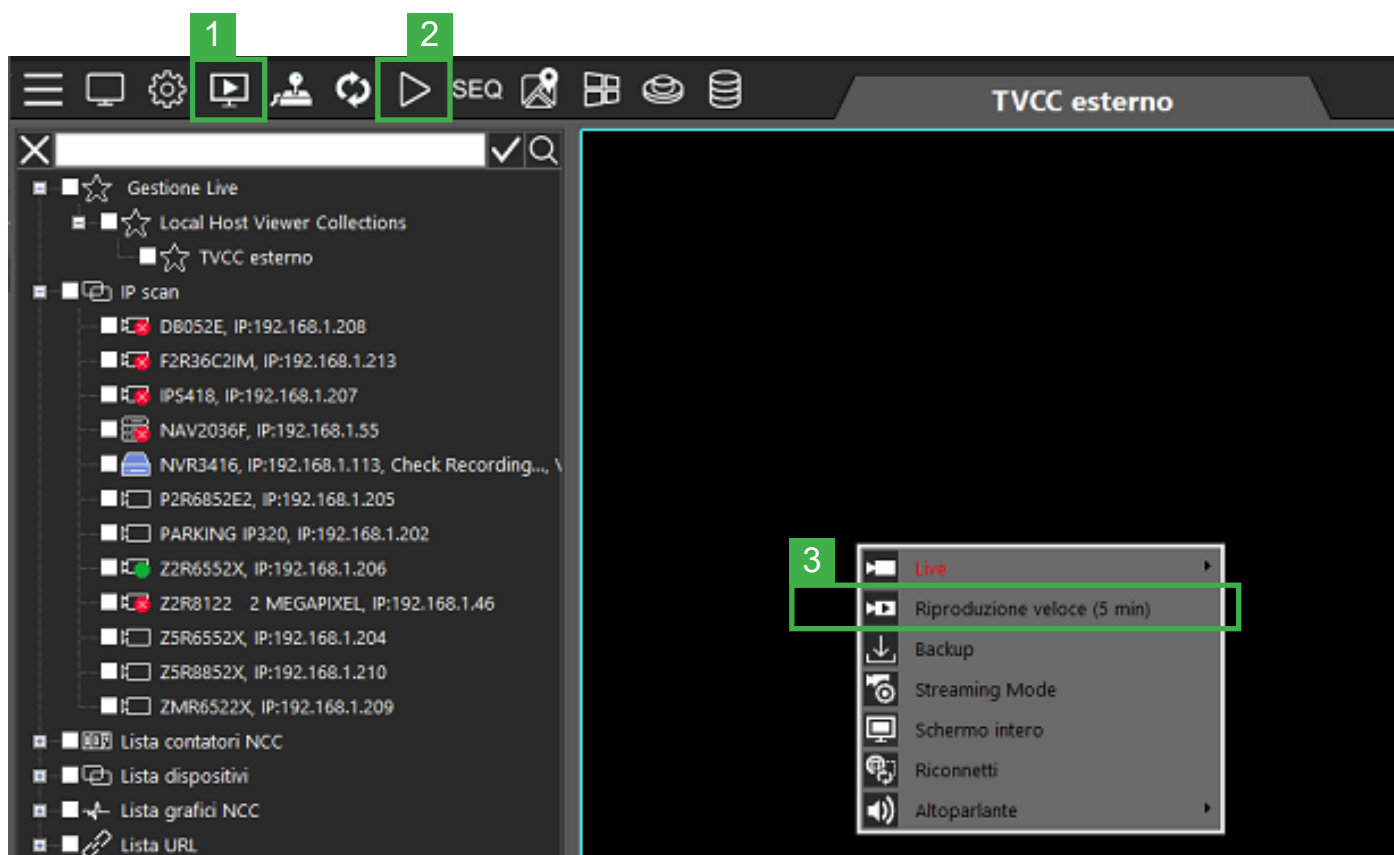 1
2
SEQ
TVCC esterno
Gestione Live
Local Host Viewer Collections
TVCC esterno
IP scan
DB052E, IP:192.168.1.208
F2R36C2IM, IP:192.168.1.213
IPS418, IP:192.168.1.207
NAV2036F, IP:192.168.1.55
NVR3416, IP:192.168.1.113, Check Recording...,
P2R6852E2, IP:192.168.1.205
PARKING IP320, IP:192.168.1.202
Z2R6552X, IP:192.168.1.206
Z2R8122 2 MEGAPIXEL, IP:192.168.1.46
Z5R6552X, IP:192.168.1.204
Z5R8852X, IP:192.168.1.210
ZMR6522X, IP:192.168.1.209
Lista contatori NCC
Lista dispositivi
Lista grafici NCC
Lista URL
3
Live
Riproduzione veloce (5 min)
Backup
Streaming Mode
Schermo intero
Riconnetti
Altoparlante